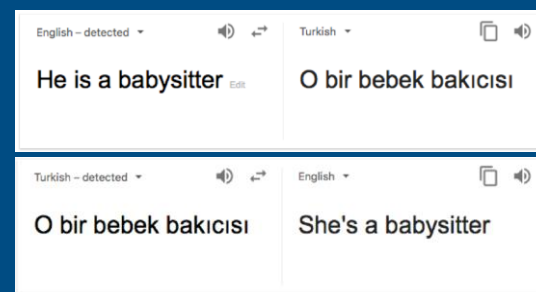 English – detected Turkish
He is a babysitter Edit O bir bebek bakıcısı
Turkish – detected English
O bir bebek bakıcısı She's a babysitter